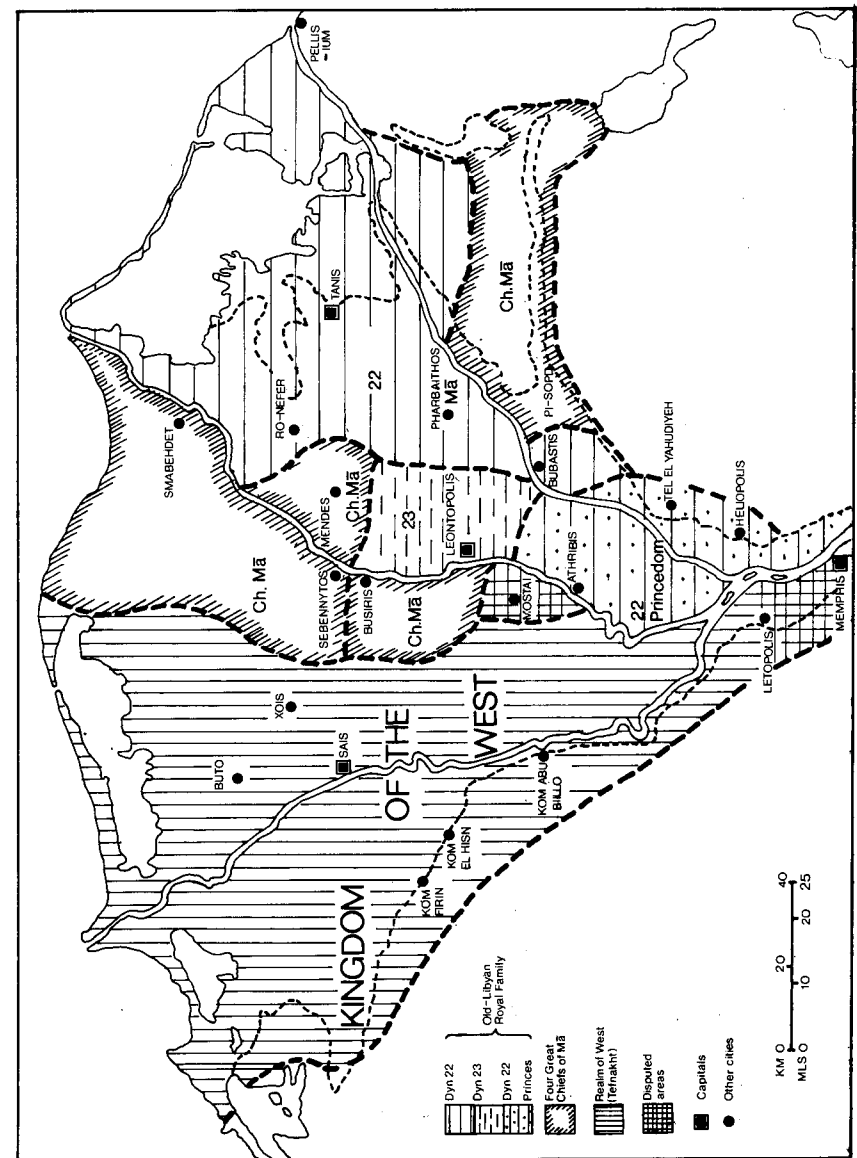 PELLIS
-IUM
SMABEHDET
RO-NEFER
TANIS
22
PHARBAITHOS
Mā
Ch.Mā
PI-SOPD
BUBASTIS
TEL EL YAHUDIYEH
HELIOPOLIS
MENDES
Ch.Mā
23
LEONTOPOLIS
Ch. Mā
SEBENNYTOS
BUSIRIS
Ch.Mā
MOSTAI
ATHRIBIS
22
Princedom
MEMPHIS
LETOPOLIS
XOIS
BUTO
SAIS
KINGDOM
OF THE
WEST
KOM ABU
BILLO
KOM
EL HISN
KOM
FIRIN
Dyn 22
Dyn 23
Dyn 22
Princes
Old-Libyan
Royal Family
Four Great
Chiefs of Mā
Realm of West
(Tefnakht)
Disputed
areas
Capitals
Other cities
KM 0 20 40
MLS 0 10 20 25